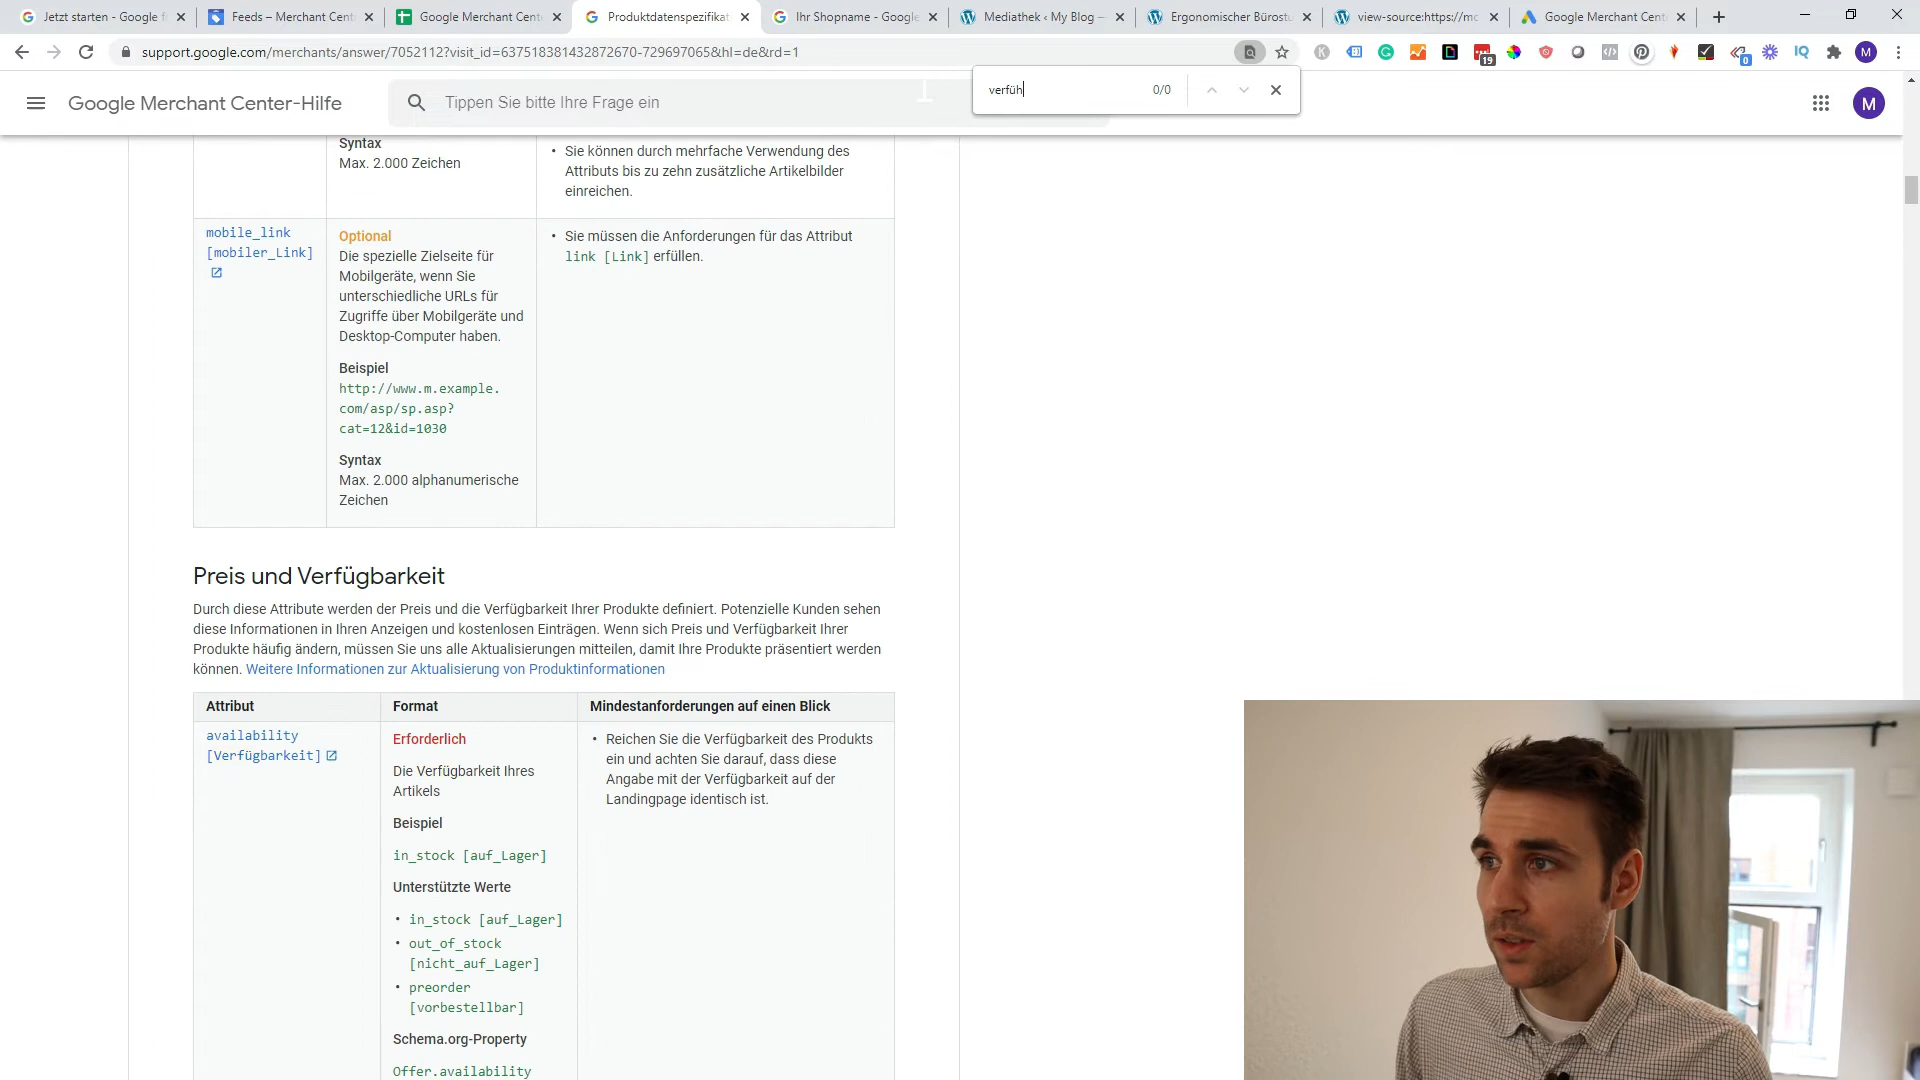 Jetzt starten - Google
Feeds – Merchant Cent
Google Merchant Cent
Produktdatenspezifikat
Ihr Shopname - Google
Mediathek ‹ My Blog —
Ergonomischer Bürostu
view-source:https://mc
Google Merchant Cent
support.google.com/merchants/answer/7052112?visit_id=637518381432872670-729697065&hl=de&rd=1
K
19
0
IQ
M
verfüh
0/0
Google Merchant Center-Hilfe
Tippen Sie bitte Ihre Frage ein
M
Syntax
Max. 2.000 Zeichen
• Sie können durch mehrfache Verwendung des
Attributs bis zu zehn zusätzliche Artikelbilder
einreichen.
mobile_link
[mobiler_Link]
Optional
Die spezielle Zielseite für
Mobilgeräte, wenn Sie
unterschiedliche URLs für
Zugriffe über Mobilgeräte und
Desktop-Computer haben.
Beispiel
http://www.m.example.
com/asp/sp.asp?
cat=12&id=1030
Syntax
Max. 2.000 alphanumerische
Zeichen
• Sie müssen die Anforderungen für das Attribut
link [Link] erfüllen.
Preis und Verfügbarkeit
Durch diese Attribute werden der Preis und die Verfügbarkeit Ihrer Produkte definiert. Potenzielle Kunden sehen
diese Informationen in Ihren Anzeigen und kostenlosen Einträgen. Wenn sich Preis und Verfügbarkeit Ihrer
Produkte häufig ändern, müssen Sie uns alle Aktualisierungen mitteilen, damit Ihre Produkte präsentiert werden
können. Weitere Informationen zur Aktualisierung von Produktinformationen
Attribut
Format
Mindestanforderungen auf einen Blick
availability
[Verfügbarkeit]
Erforderlich
Die Verfügbarkeit Ihres
Artikels
Beispiel
in_stock [auf_Lager]
Unterstützte Werte
• in_stock [auf_Lager]
• out_of_stock
[nicht_auf_Lager]
• preorder
[vorbestellbar]
Schema.org-Property
Offer.availability
• Reichen Sie die Verfügbarkeit des Produkts
ein und achten Sie darauf, dass diese
Angabe mit der Verfügbarkeit auf der
Landingpage identisch ist.